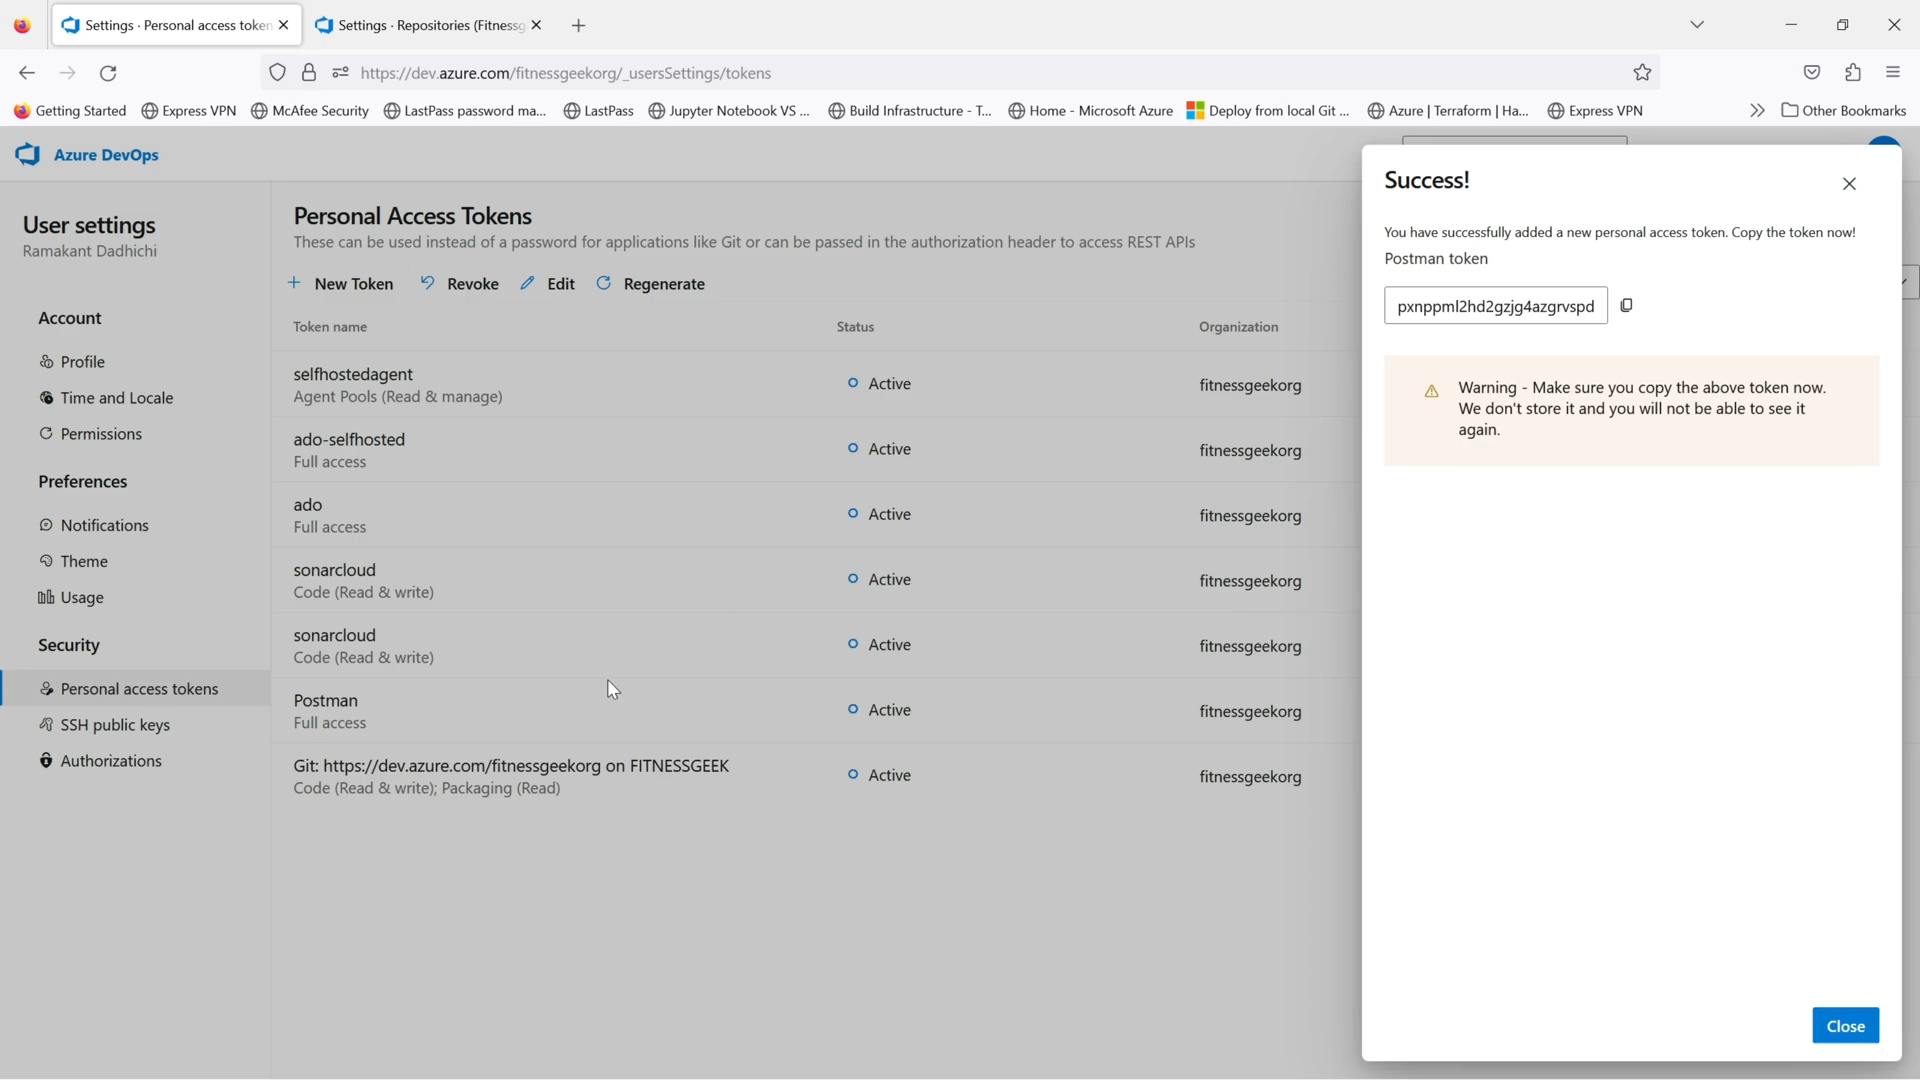 Settings · Personal access token
Settings · Repositories (Fitnessg
https://dev.azure.com/fitnessgeekorg/_usersSettings/tokens
Getting Started
Express VPN
McAfee Security
LastPass password ma...
LastPass
Jupyter Notebook VS ...
Build Infrastructure - T...
Home - Microsoft Azure
Deploy from local Git ...
Azure | Terraform | Ha...
Express VPN
Other Bookmarks
Azure DevOps
User settings
Ramakant Dadhichi
Account
Profile
Time and Locale
Permissions
Preferences
Notifications
Theme
Usage
Security
Personal access tokens
SSH public keys
Authorizations
Personal Access Tokens
These can be used instead of a password for applications like Git or can be passed in the authorization header to access REST APIs
New Token
Revoke
Edit
Regenerate
Token name
Status
Organization
selfhostedagent
Agent Pools (Read & manage)
Active
fitnessgeekorg
ado-selfhosted
Full access
Active
fitnessgeekorg
ado
Full access
Active
fitnessgeekorg
sonarcloud
Code (Read & write)
Active
fitnessgeekorg
sonarcloud
Code (Read & write)
Active
fitnessgeekorg
Postman
Full access
Active
fitnessgeekorg
Git: https://dev.azure.com/fitnessgeekorg on FITNESSGEEK
Code (Read & write); Packaging (Read)
Active
fitnessgeekorg
Success!
You have successfully added a new personal access token. Copy the token now!
Postman token
pxnppml2hd2gzjg4azgrvspd
Warning - Make sure you copy the above token now.
We don't store it and you will not be able to see it
again.
Close